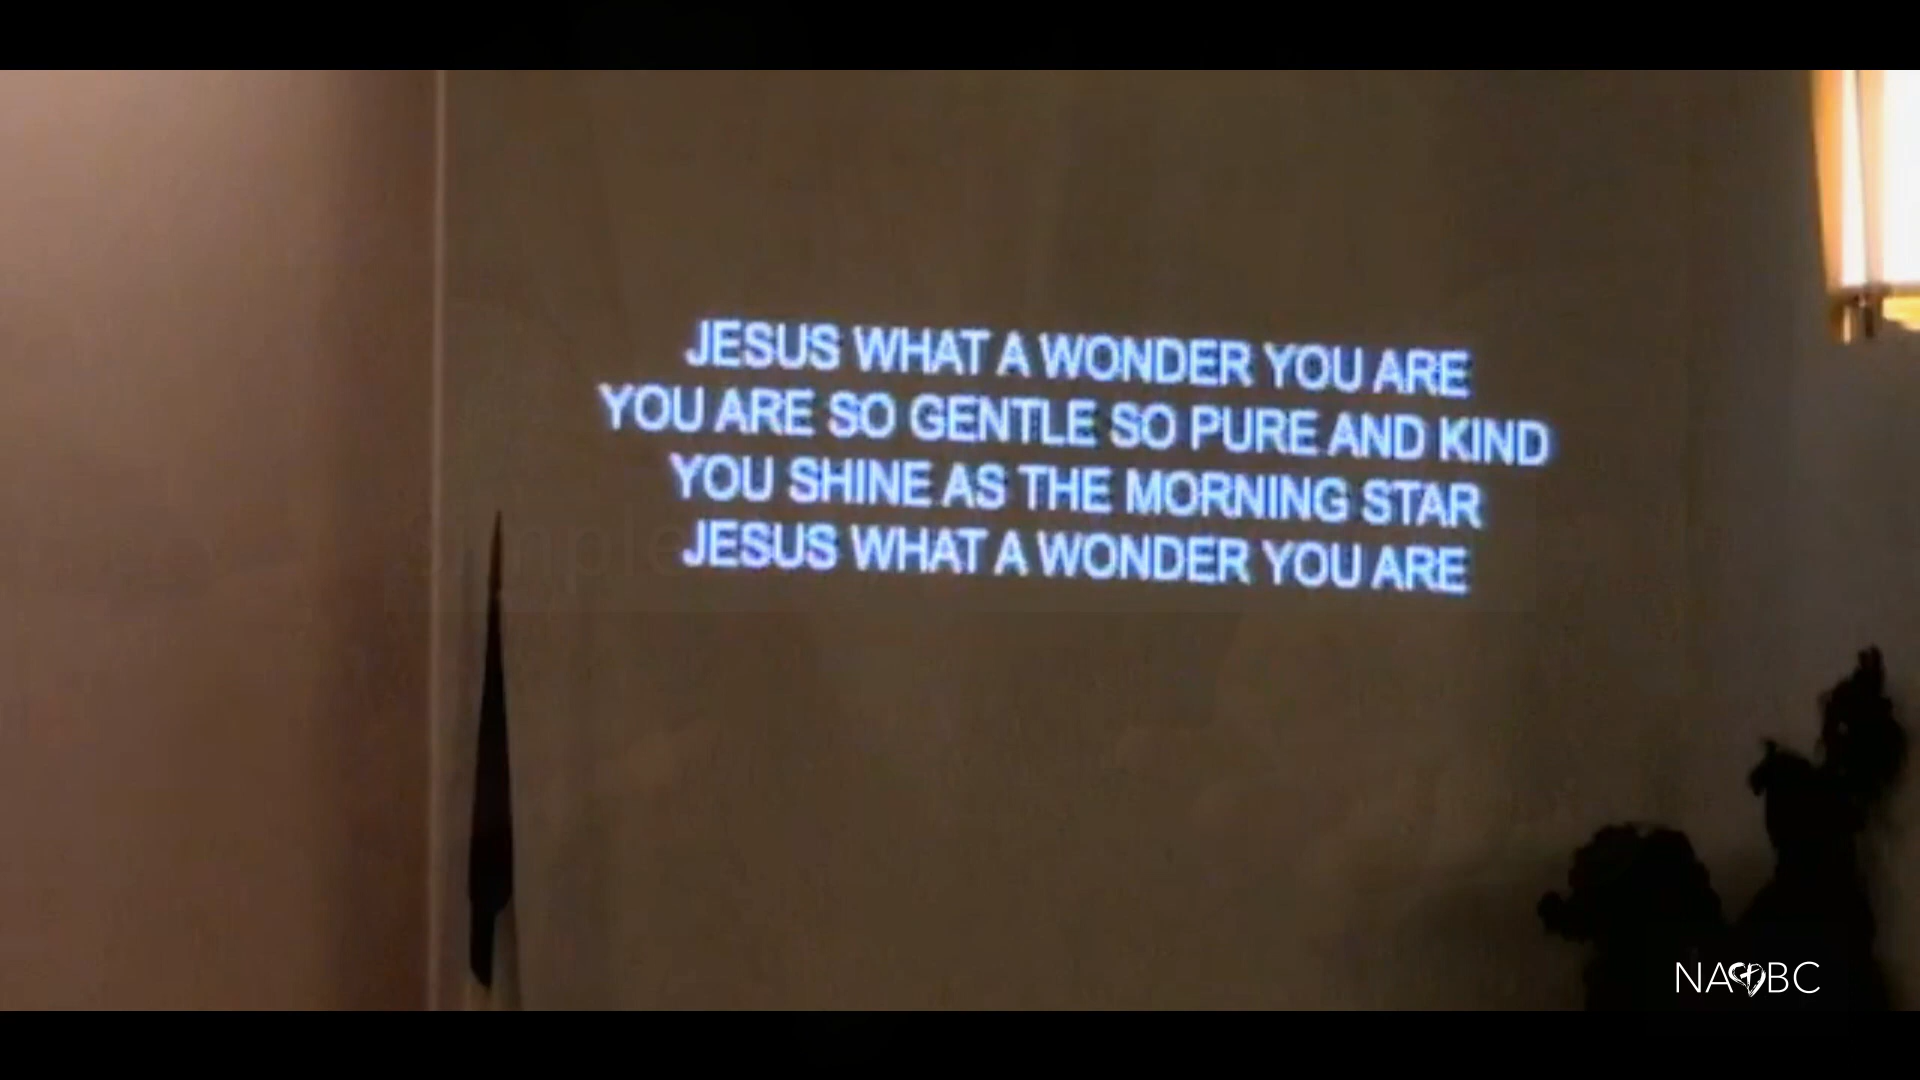 JESUS WHAT A WONDER YOU ARE
YOU ARE SO GENTLE SO PURE AND KIND
YOU SHINE AS THE MORNING STAR
JESUS WHAT A WONDER YOU ARE
NA BC